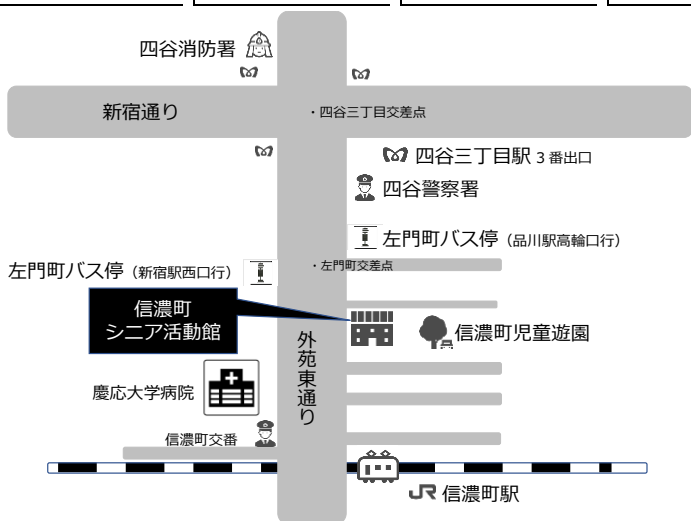 四谷消防署
新宿通り
・四谷三丁目交差点
四谷三丁目駅 3 番出口
四谷警察署
左門町バス停（品川駅高輪口行）
左門町バス停（新宿駅西口行）
・左門町交差点
信濃町
シニア活動館
外苑東通り
信濃町児童遊園
慶応大学病院
信濃町交番
JR 信濃町駅